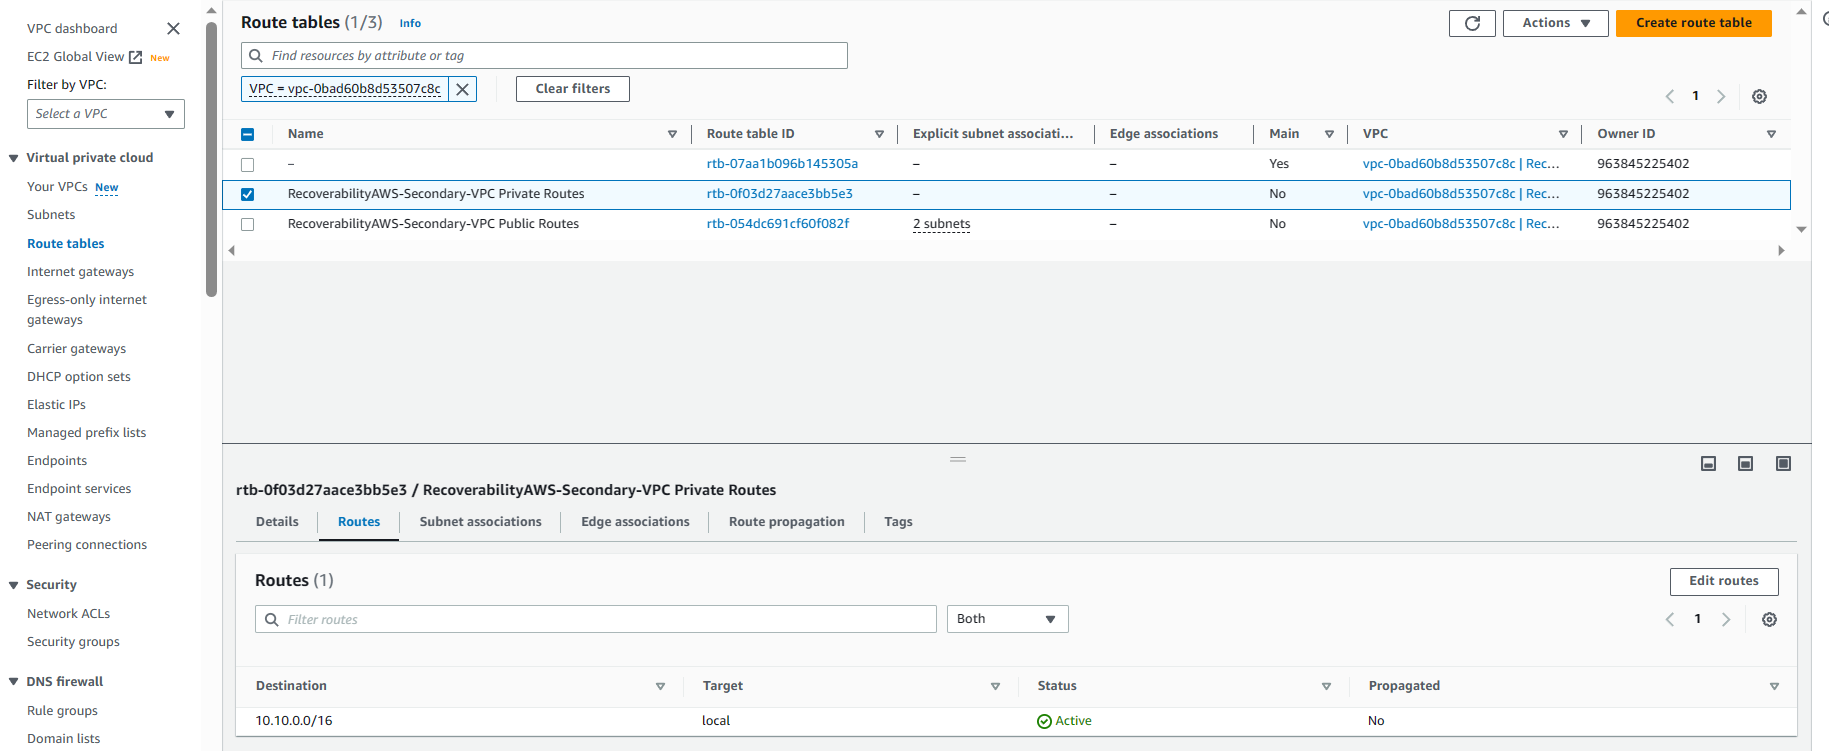 VPC dashboard
EC2 Global View New
Filter by VPC:
Select a VPC
Virtual private cloud
Your VPCs New
Subnets
Route tables
Internet gateways
Egress-only internet
gateways
Carrier gateways
DHCP option sets
Elastic IPs
Managed prefix lists
Endpoints
Endpoint services
NAT gateways
Peering connections
Security
Network ACLs
Security groups
DNS firewall
Rule groups
Domain lists
Route tables (1/3) Info
Actions
Create route table
Find resources by attribute or tag
VPC = vpc-0bad60b8d53507c8c
Clear filters
1
Name Route table ID Explicit subnet associati... Edge associations Main VPC Owner ID
– rtb-07aa1b096b145305a – – Yes vpc-0bad60b8d53507c8c | Rec... 963845225402
RecoverabilityAWS-Secondary-VPC Private Routes rtb-0f03d27aace3bb5e3 – – No vpc-0bad60b8d53507c8c | Rec... 963845225402
RecoverabilityAWS-Secondary-VPC Public Routes rtb-054dc691cf60f082f 2 subnets – No vpc-0bad60b8d53507c8c | Rec... 963845225402
rtb-0f03d27aace3bb5e3 / RecoverabilityAWS-Secondary-VPC Private Routes
Details Routes Subnet associations Edge associations Route propagation Tags
Routes (1)
Edit routes
Filter routes
Both
1
Destination Target Status Propagated
10.10.0.0/16 local Active No